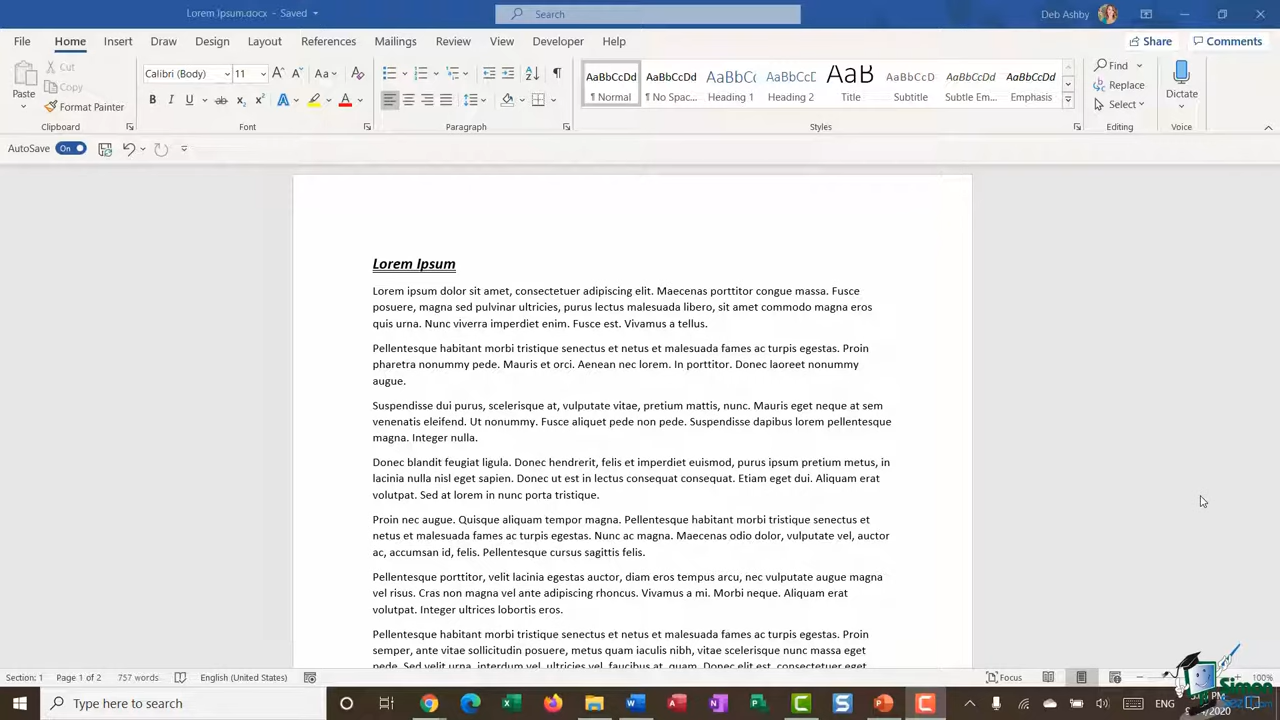 Lorem Ipsum.docx - Saved
Search
Deb Ashby
File Home Insert Draw Design Layout References Mailings Review View Developer Help
Share Comments
Paste
Cut
Copy
Format Painter
Clipboard
Calibri (Body) 11
Font
Paragraph
AaBbCcDd AaBbCcDd AaBbCc AaBbCcC AaB AaBbCcD AaBbCcDd AaBbCcDd
¶ Normal ¶ No Spac... Heading 1 Heading 2 Title Subtitle Subtle Em... Emphasis
Styles
Find
Replace
Select
Editing
Dictate
Voice
AutoSave On
Lorem Ipsum
Lorem ipsum dolor sit amet, consectetuer adipiscing elit. Maecenas porttitor congue massa. Fusce
posuere, magna sed pulvinar ultricies, purus lectus malesuada libero, sit amet commodo magna eros
quis urna. Nunc viverra imperdiet enim. Fusce est. Vivamus a tellus.
Pellentesque habitant morbi tristique senectus et netus et malesuada fames ac turpis egestas. Proin
pharetra nonummy pede. Mauris et orci. Aenean nec lorem. In porttitor. Donec laoreet nonummy
augue.
Suspendisse dui purus, scelerisque at, vulputate vitae, pretium mattis, nunc. Mauris eget neque at sem
venenatis eleifend. Ut nonummy. Fusce aliquet pede non pede. Suspendisse dapibus lorem pellentesque
magna. Integer nulla.
Donec blandit feugiat ligula. Donec hendrerit, felis et imperdiet euismod, purus ipsum pretium metus, in
lacinia nulla nisl eget sapien. Donec ut est in lectus consequat consequat. Etiam eget dui. Aliquam erat
volutpat. Sed at lorem in nunc porta tristique.
Proin nec augue. Quisque aliquam tempor magna. Pellentesque habitant morbi tristique senectus et
netus et malesuada fames ac turpis egestas. Nunc ac magna. Maecenas odio dolor, vulputate vel, auctor
ac, accumsan id, felis. Pellentesque cursus sagittis felis.
Pellentesque porttitor, velit lacinia egestas auctor, diam eros tempus arcu, nec vulputate augue magna
vel risus. Cras non magna vel ante adipiscing rhoncus. Vivamus a mi. Morbi neque. Aliquam erat
volutpat. Integer ultrices lobortis eros.
Pellentesque habitant morbi tristique senectus et netus et malesuada fames ac turpis egestas. Proin
semper, ante vitae sollicitudin posuere, metus quam iaculis nibh, vitae scelerisque nunc massa eget
pede. Sed velit urna, interdum vel, ultricies vel, faucibus at, quam. Donec elit est, consectetuer eget
Section: 1 Page 1 of 2 757 words English (United States) Focus 100%
Type here to search
Simon